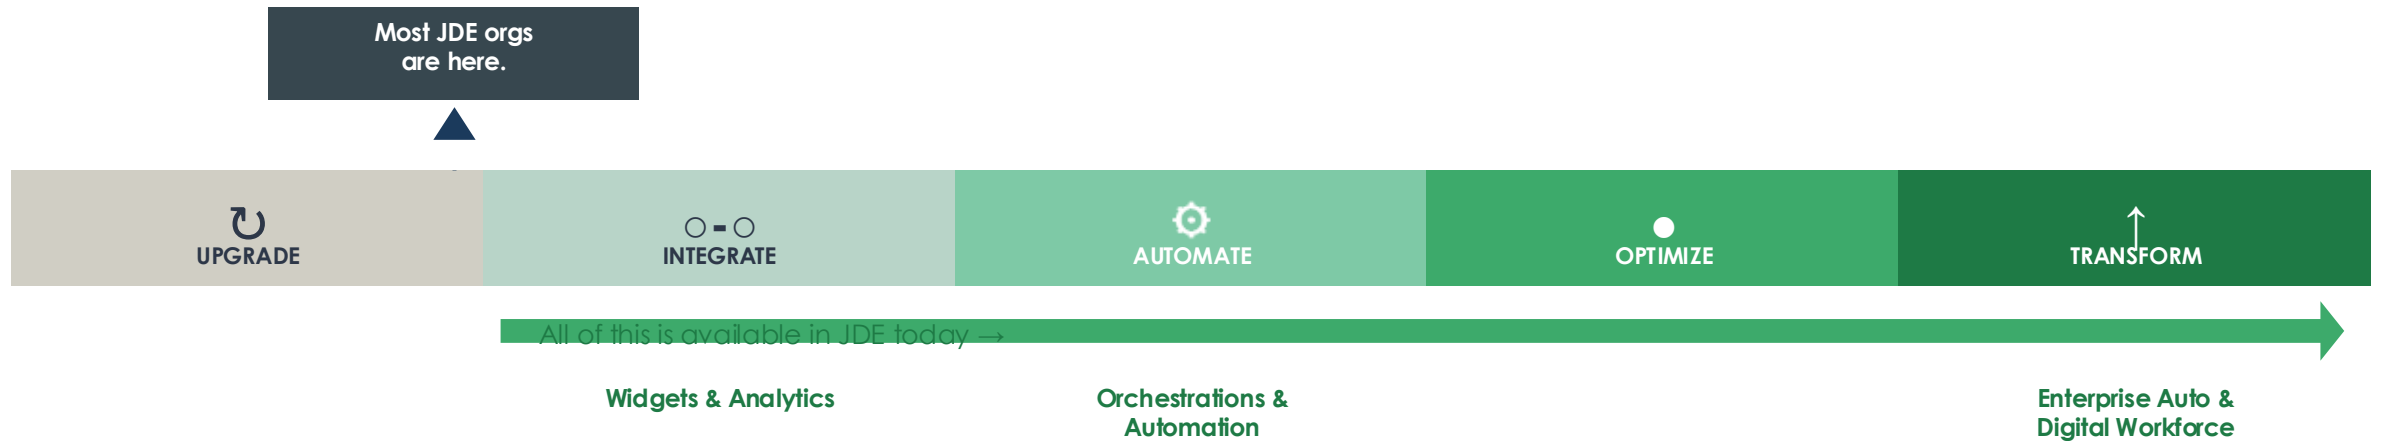 Most JDE orgs
are here.
UPGRADE
INTEGRATE
AUTOMATE
OPTIMIZE
TRANSFORM
All of this is available in JDE today →
Widgets & Analytics
Orchestrations &
Automation
Enterprise Auto &
Digital Workforce